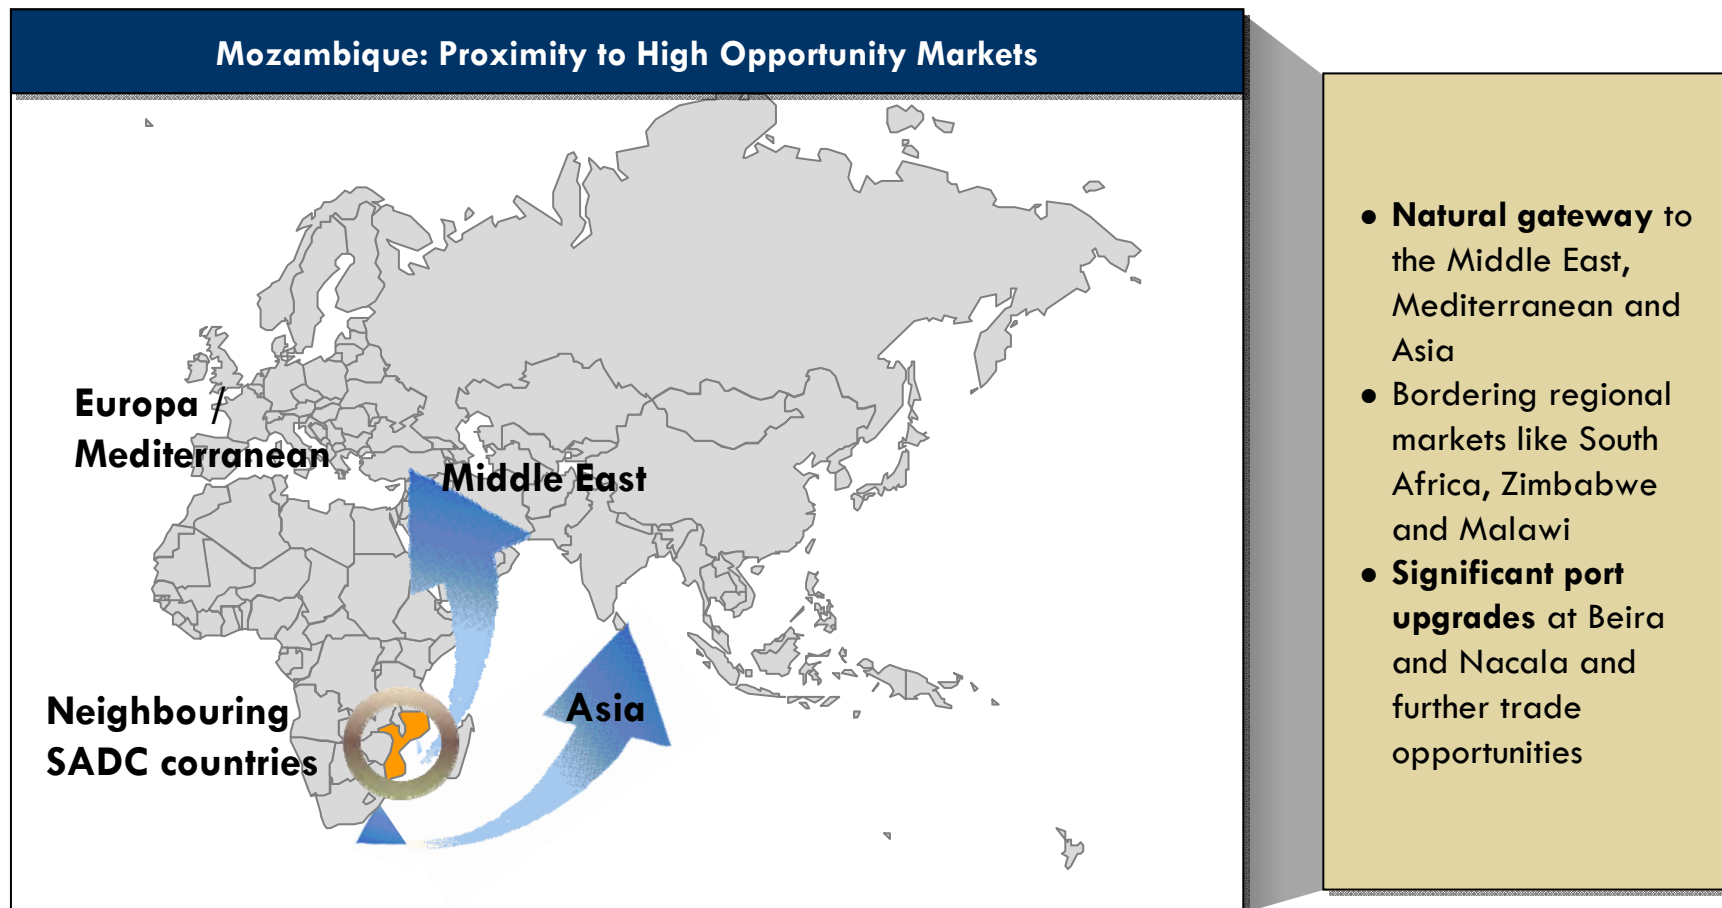 Mozambique: Proximity to High Opportunity Markets
Europa /
Mediterranean
Middle East
Asia
Neighbouring
SADC countries
● Natural gateway to
the Middle East,
Mediterranean and
Asia
● Bordering regional
markets like South
Africa, Zimbabwe
and Malawi
● Significant port
upgrades at Beira
and Nacala and
further trade
opportunities